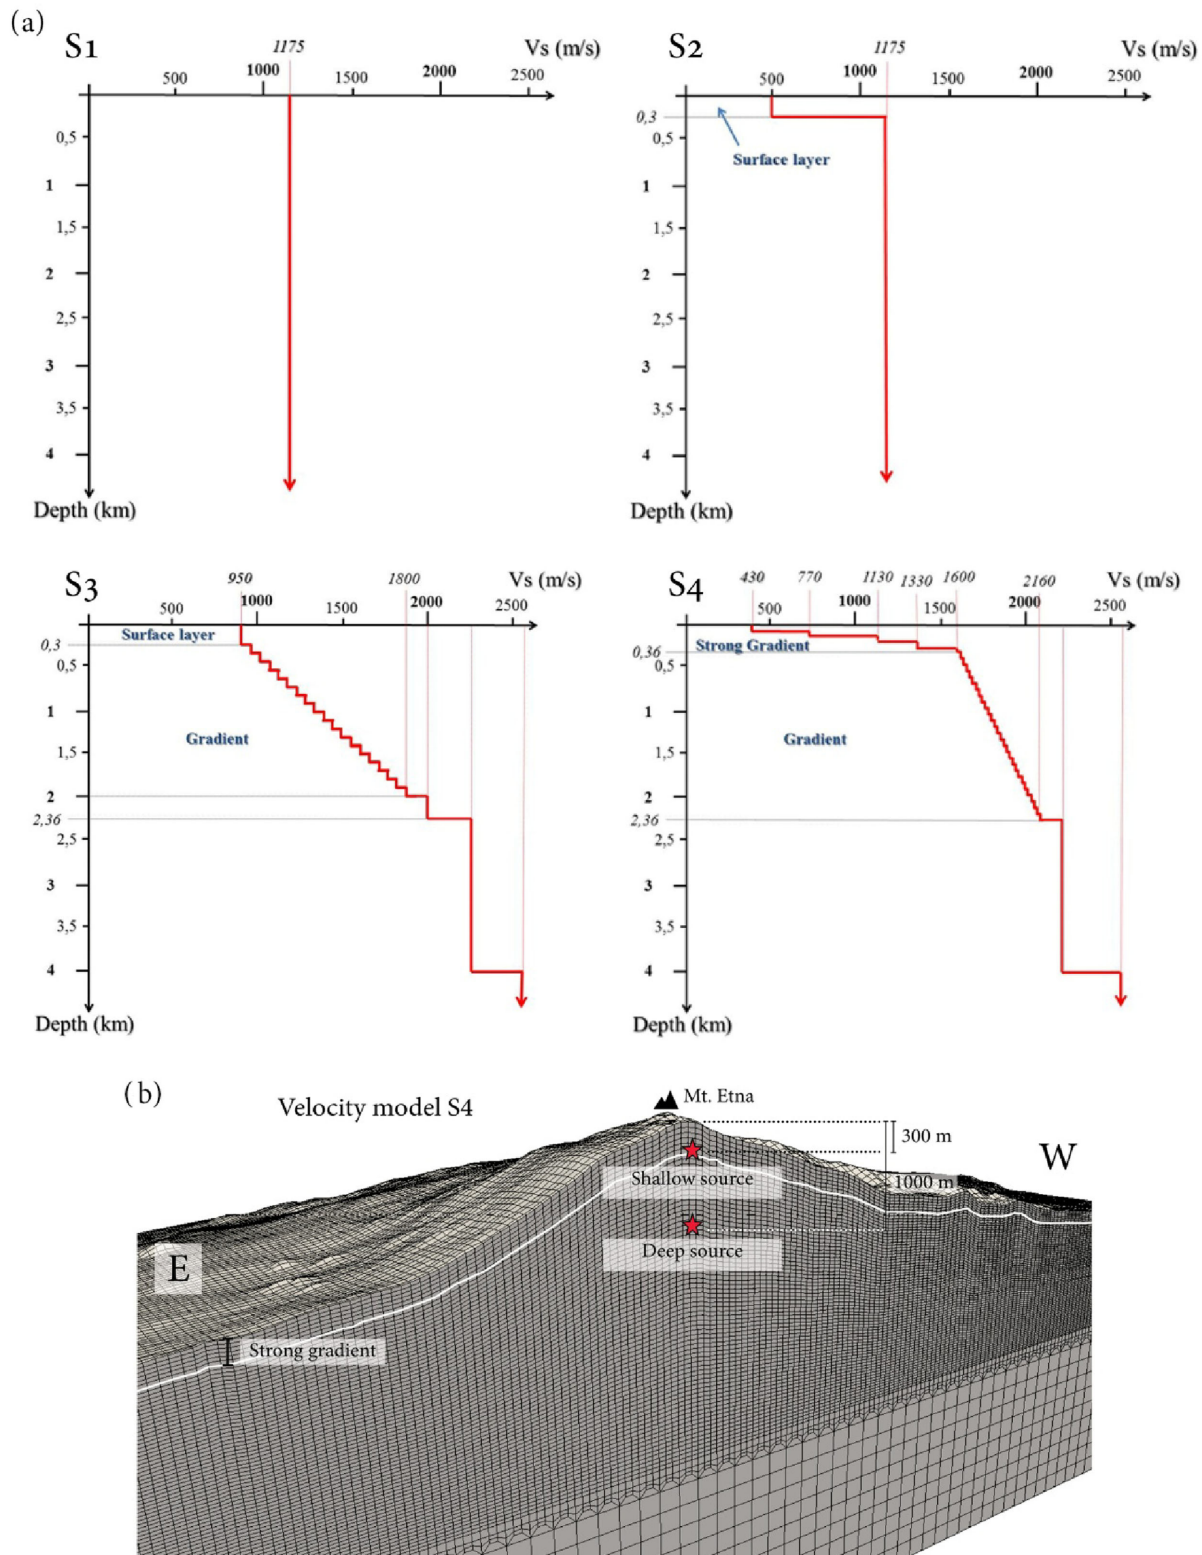 (a)
S1
1175
Vs (m/s)
500 1000 1500 2000 2500
0,5
1
1,5
2
2,5
3
3,5
4
Depth (km)
S2
1175
Vs (m/s)
500 1000 1500 2000 2500
0,3
0,5
Surface layer
1
1,5
2
2,5
3
3,5
4
Depth (km)
S3
950 1800
Vs (m/s)
500 1000 1500 2000 2500
Surface layer
0,3
0,5
1
Gradient
1,5
2
2,36
2,5
3
3,5
4
Depth (km)
S4
430 770 1130 1330 1600 2160
Vs (m/s)
500 1000 1500 2000 2500
Strong Gradient
0,36
0,5
1
Gradient
1,5
2
2,36
2,5
3
3,5
4
Depth (km)
(b)
Velocity model S4
Mt. Etna
300 m
W
Shallow source
1000 m
Deep source
E
Strong gradient